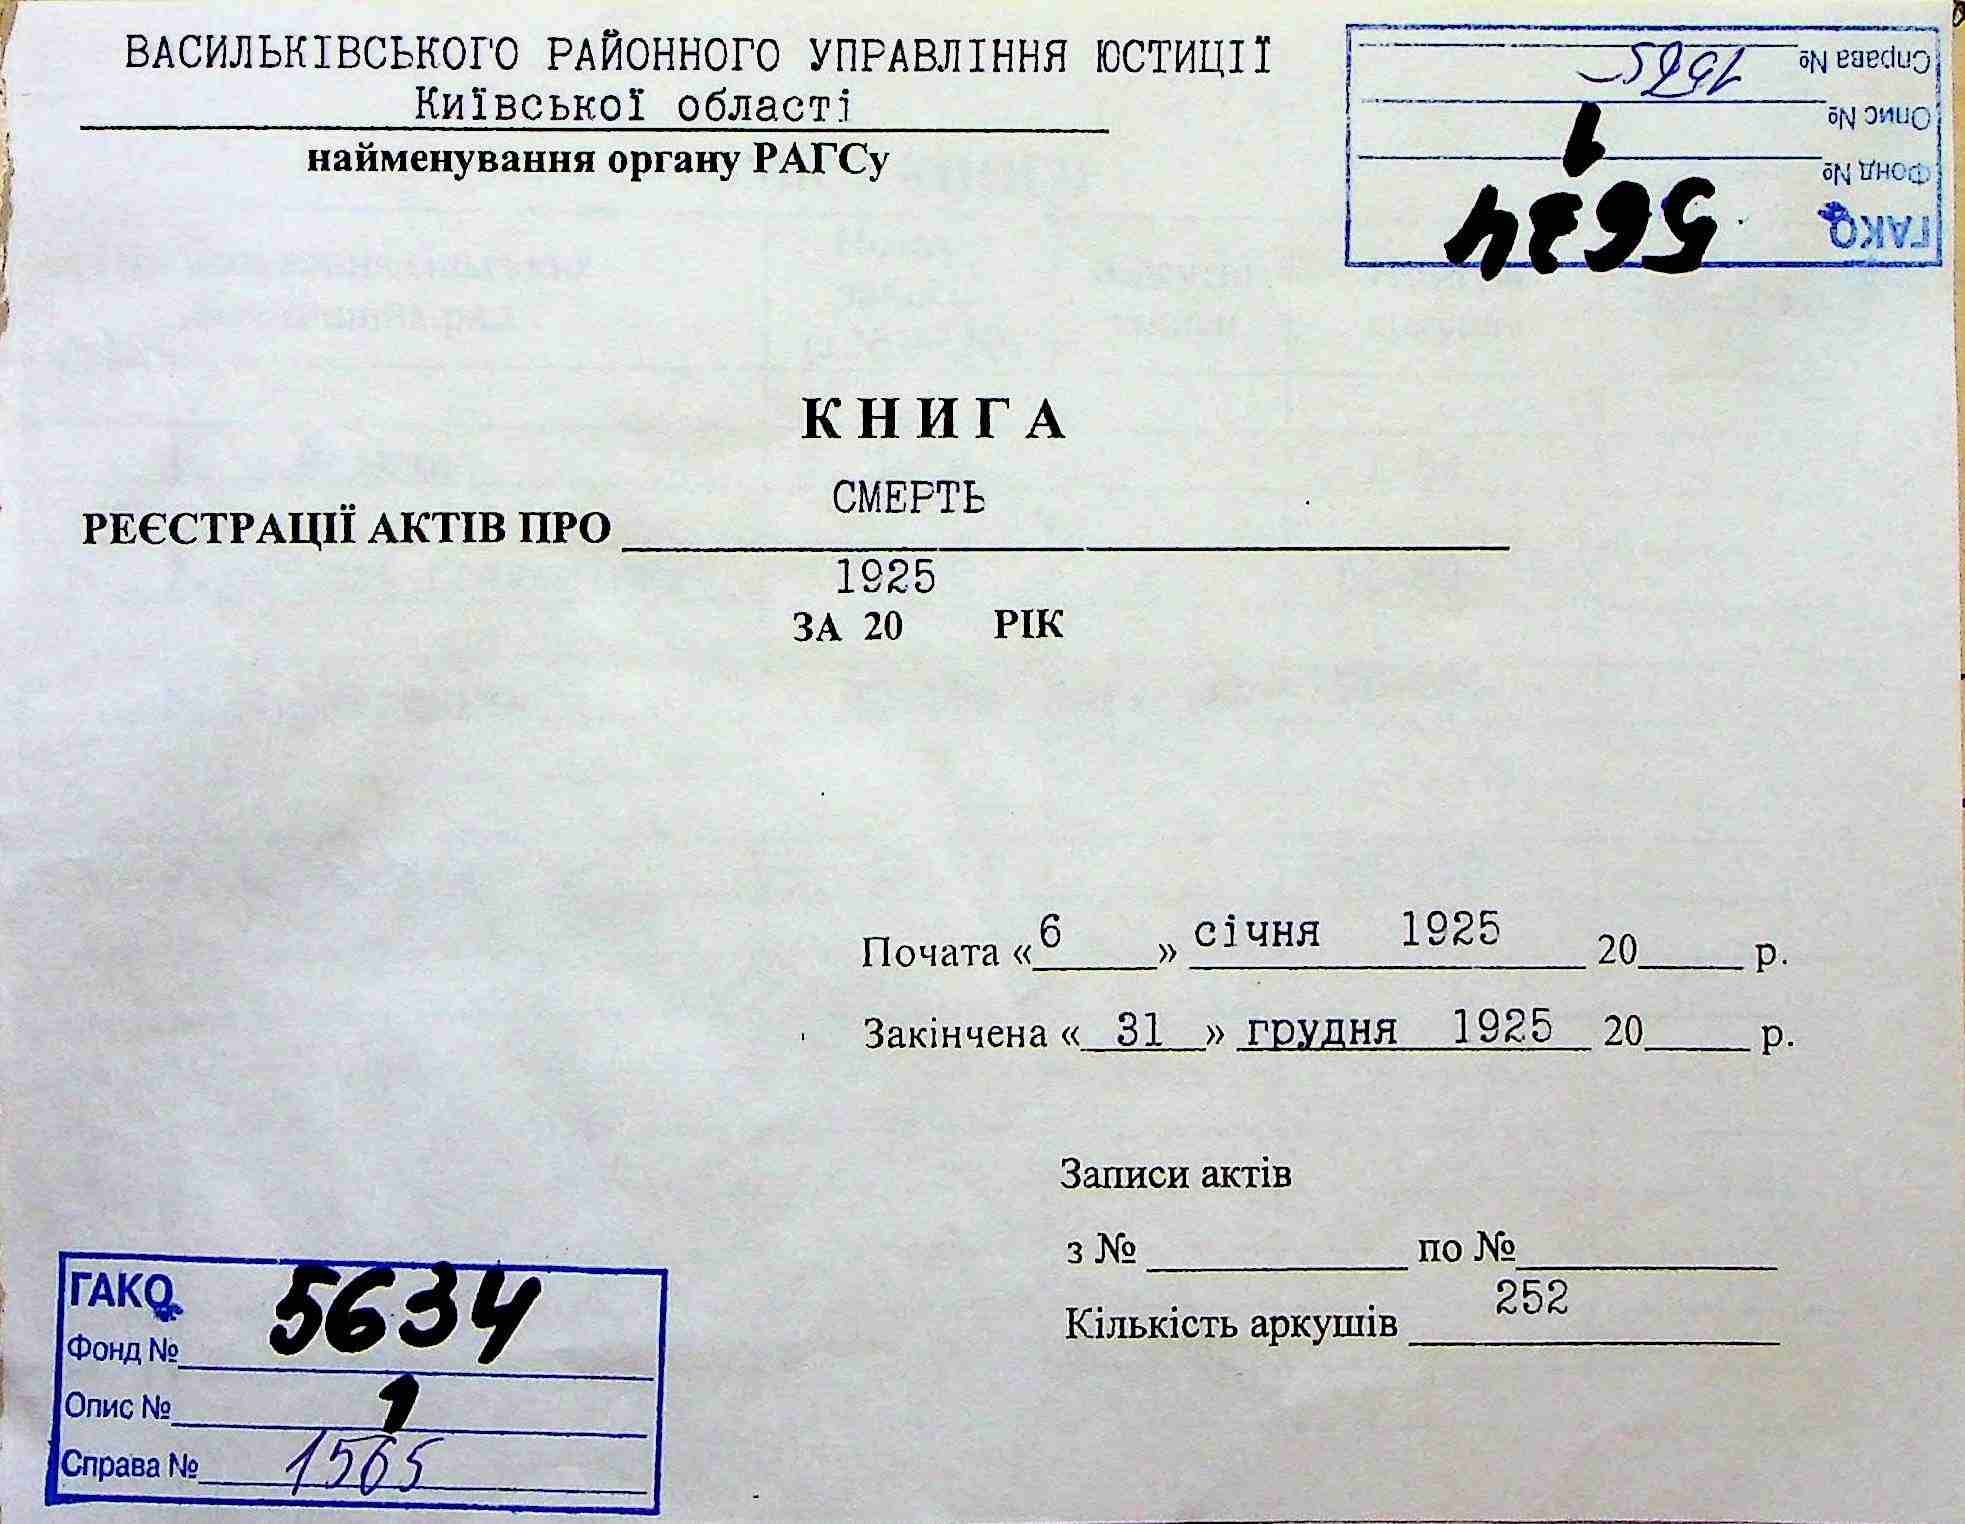 ВАСИЛЬКІВСЬКОГО РАЙОННОГО УПРАВЛІННЯ ЮСТИЦІЇ
Київської області
найменування органу РАГСу
ГАКО
Фонд № 5634
Опис № 1
Справа № 1565
КНИГА
РЕЄСТРАЦІЇ АКТІВ ПРО СМЕРТЬ
1925
ЗА 20 РІК
Почата «6» січня 1925 20 р.
Закінчена «31» грудня 1925 20 р.
Записи актів
з № по №
Кількість аркушів 252
ГАКО
Фонд № 5634
Опис № 1
Справа № 1565